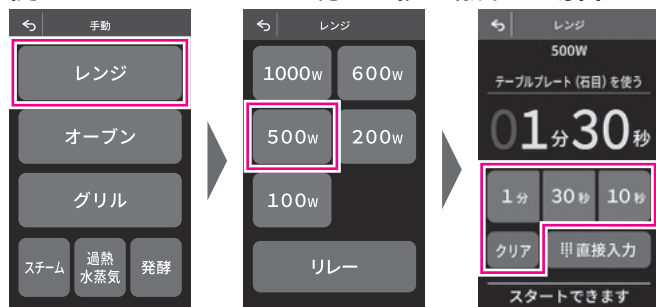 手動
レンジ
オーブン
グリル
スチーム
過熱
水蒸気
発酵
レンジ
1000W
600W
500W
200W
100W
リレー
レンジ
500W
テーブルプレート(石目)を使う
01分30秒
1分
30秒
10秒
クリア
直接入力
スタートできます